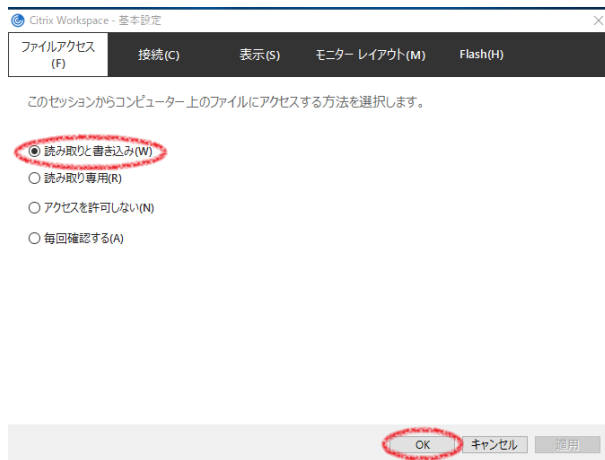 Citrix Workspace - 基本設定
ファイルアクセス
(F)
接続(C)
表示(S)
モニター レイアウト(M)
Flash(H)
このセッションからコンピューター上のファイルにアクセスする方法を選択します。
読み取りと書き込み(W)
読み取り専用(R)
アクセスを許可しない(N)
毎回確認する(A)
OK
キャンセル
適用